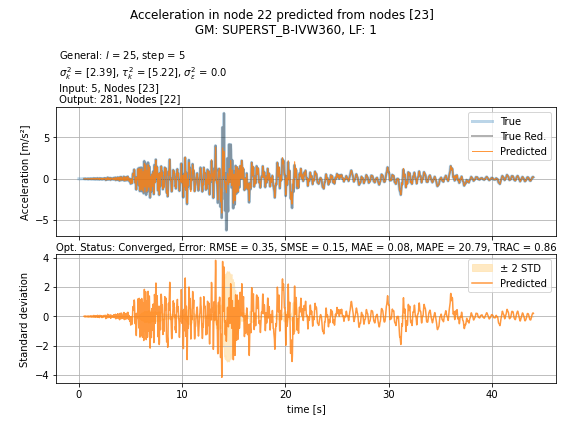 Acceleration in node 22 predicted from nodes [23]
GM: SUPERST_B-IVW360, LF: 1
General: l = 25, step = 5
σ²ₖ = [2.39], τ²ₖ = [5.22], σ²ε = 0.0
Input: 5, Nodes [23]
Output: 281, Nodes [22]
Acceleration [m/s²]
5
0
−5
True
True Red.
Predicted
Opt. Status: Converged, Error: RMSE = 0.35, SMSE = 0.15, MAE = 0.08, MAPE = 20.79, TRAC = 0.86
Standard deviation
4
2
0
−2
−4
± 2 STD
Predicted
0 10 20 30 40
time [s]